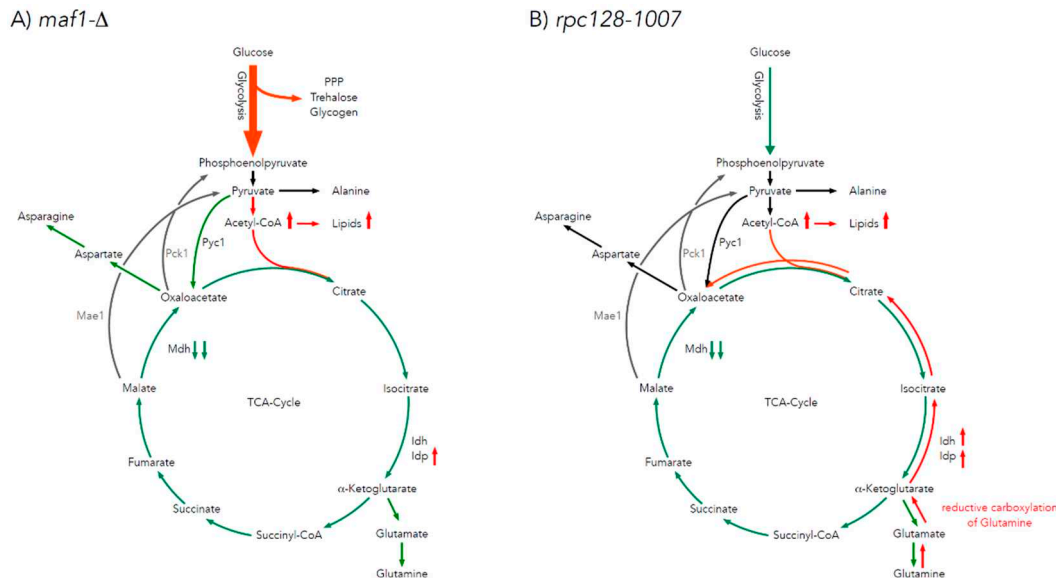 A) maf1-Δ
Glucose
Glycolysis
PPP
Trehalose
Glycogen
Phosphoenolpyruvate
Pyruvate
Alanine
Acetyl-CoA
Lipids
Asparagine
Aspartate
Pck1
Pyc1
Oxaloacetate
Citrate
Mae1
Mdh
Malate
Isocitrate
TCA-Cycle
Idh
Idp
Fumarate
α-Ketoglutarate
Succinate
Succinyl-CoA
Glutamate
Glutamine
B) rpc128-1007
Glucose
Glycolysis
Phosphoenolpyruvate
Pyruvate
Alanine
Acetyl-CoA
Lipids
Asparagine
Aspartate
Pck1
Pyc1
Oxaloacetate
Citrate
Mae1
Mdh
Malate
Isocitrate
TCA-Cycle
Idh
Idp
Fumarate
α-Ketoglutarate
reductive carboxylation
of Glutamine
Succinate
Succinyl-CoA
Glutamate
Glutamine